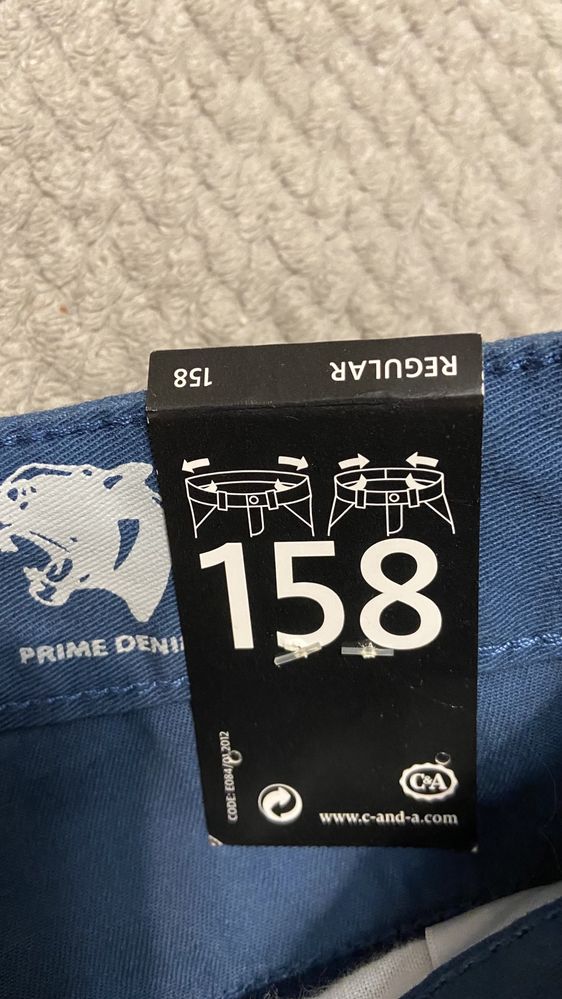 REGULAR 158
158
PRIME DENI
CODE: E084/01.2012
C&A
www.c-and-a.com